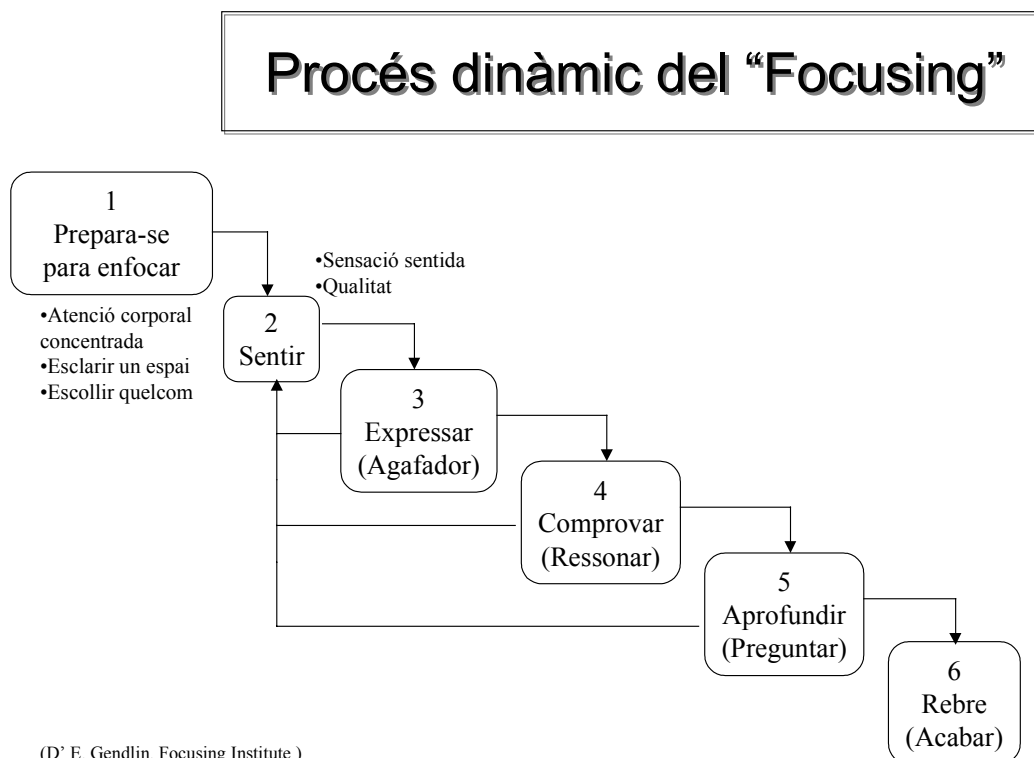 Procés dinàmic del “Focusing”
1
Prepara-se
para enfocar
•Atenció corporal
concentrada
•Esclarir un espai
•Escollir quelcom
•Sensació sentida
•Qualitat
2
Sentir
3
Expressar
(Agafador)
4
Comprovar
(Ressonar)
5
Aprofundir
(Preguntar)
6
Rebre
(Acabar)
(D’ E. Gendlin. Focusing Institute.)